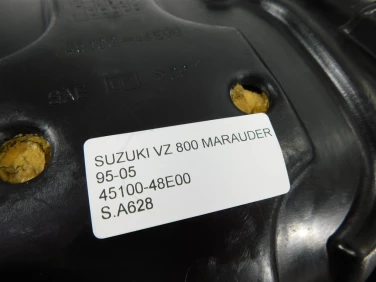 SUZUKI VZ 800 MARAUDER
95-05
45100-48E00
S.A628